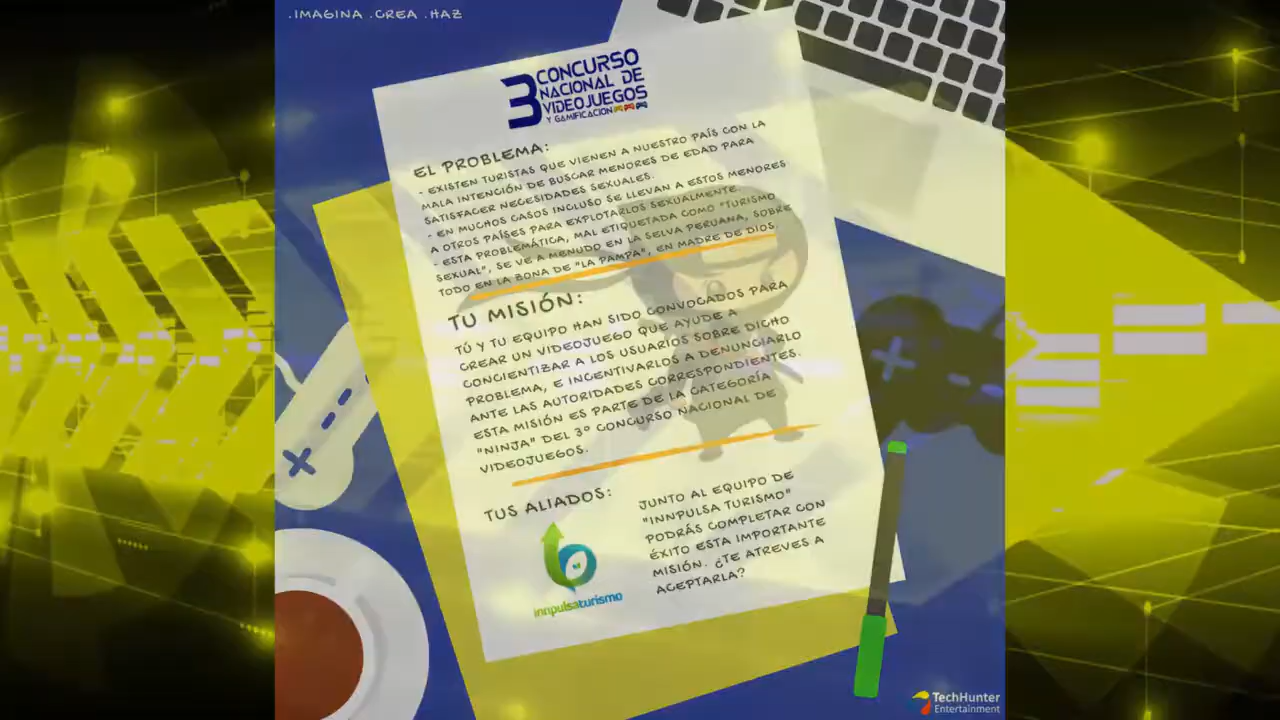 .IMAGINA .CREA .HAZ
3 CONCURSO
NACIONAL DE
VIDEOJUEGOS
Y GAMIFICACION
EL PROBLEMA:
- EXISTEN TURISTAS QUE VIENEN A NUESTRO PAÍS CON LA
MALA INTENCIÓN DE BUSCAR MENORES DE EDAD PARA
SATISFACER NECESIDADES SEXUALES.
- EN MUCHOS CASOS INCLUSO SE LLEVAN A ESTOS MENORES
A OTROS PAÍSES PARA EXPLOTARLOS SEXUALMENTE.
- ESTA PROBLEMÁTICA, MAL ETIQUETADA COMO "TURISMO
SEXUAL", SE VE A MENUDO EN LA SELVA PERUANA, SOBRE
TODO EN LA ZONA DE "LA PAMPA", EN MADRE DE DIOS.
TU MISIÓN:
TÚ Y TU EQUIPO HAN SIDO CONVOCADOS PARA
CREAR UN VIDEOJUEGO QUE AYUDE A
CONCIENTIZAR A LOS USUARIOS SOBRE DICHO
PROBLEMA, E INCENTIVARLOS A DENUNCIARLO
ANTE LAS AUTORIDADES CORRESPONDIENTES.
ESTA MISIÓN ES PARTE DE LA CATEGORÍA
"NINJA" DEL 3º CONCURSO NACIONAL DE
VIDEOJUEGOS.
TUS ALIADOS:
innpulsaturismo
JUNTO AL EQUIPO DE
"INNPULSA TURISMO"
PODRÁS COMPLETAR CON
ÉXITO ESTA IMPORTANTE
MISIÓN. ¿TE ATREVES A
ACEPTARLA?
TechHunter
Entertainment